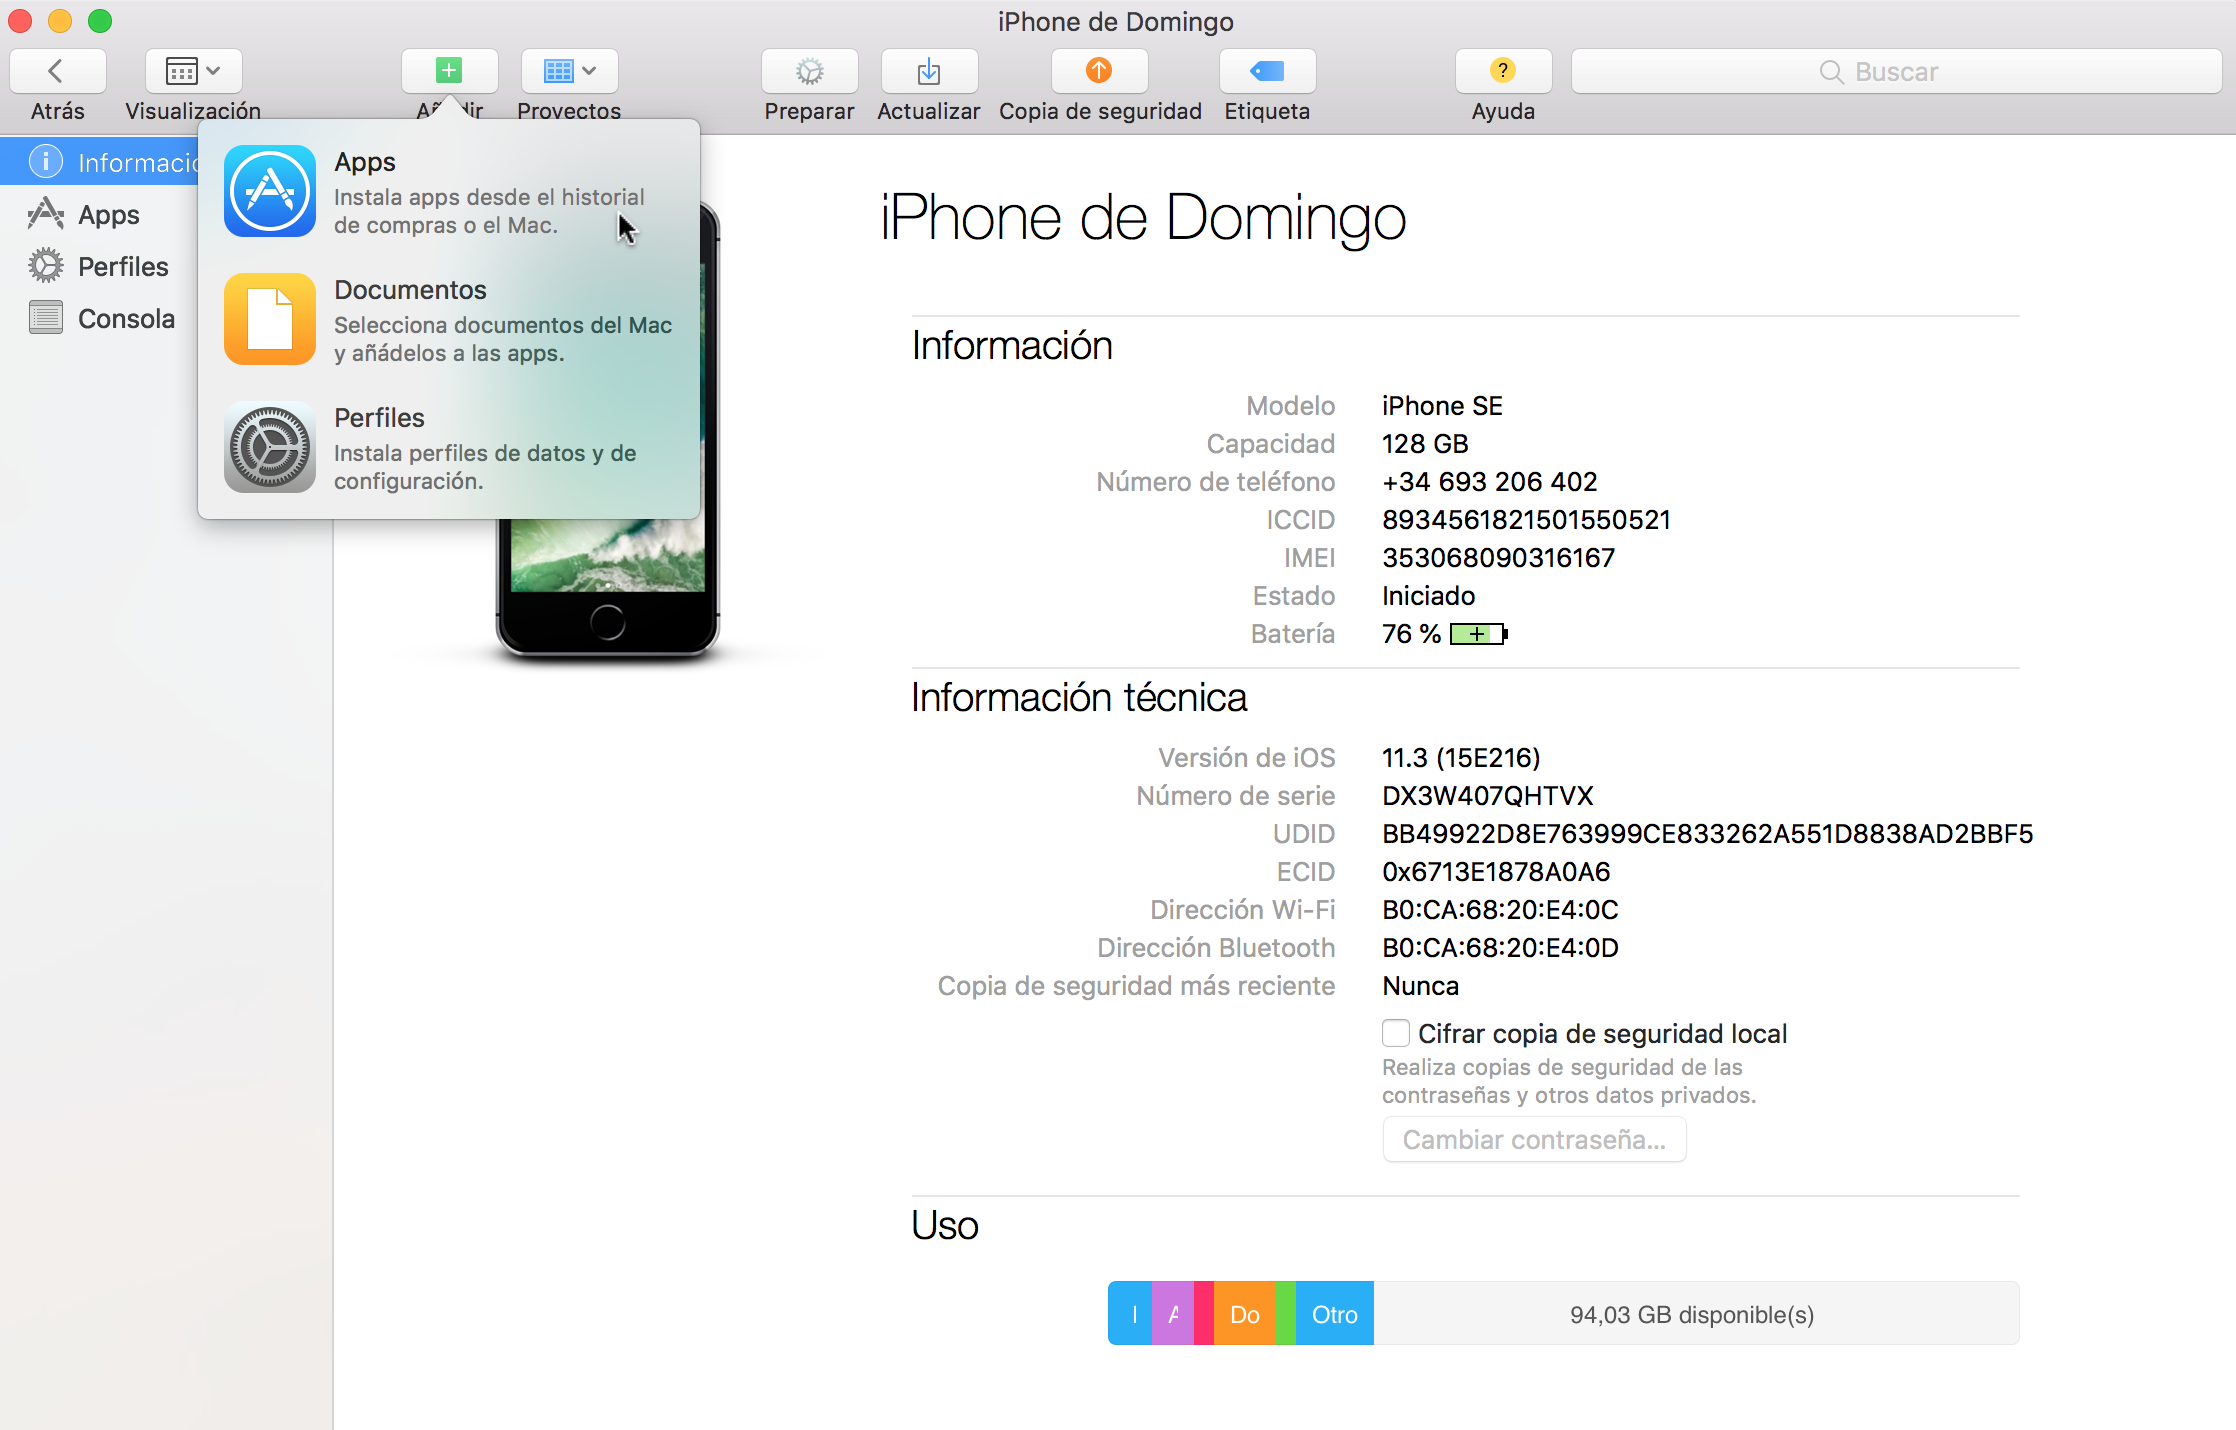 iPhone de Domingo
Buscar
Atrás
Visualización
Proyectos
Preparar
Actualizar
Copia de seguridad
Etiqueta
Ayuda
Apps
Perfiles
Consola
Apps
Instala apps desde el historial
de compras o el Mac.
Documentos
Selecciona documentos del Mac
y añádelos a las apps.
Perfiles
Instala perfiles de datos y de
configuración.
iPhone de Domingo
Información
Modelo iPhone SE
Capacidad 128 GB
Número de teléfono +34 693 206 402
ICCID 8934561821501550521
IMEI 353068090316167
Estado Iniciado
Batería 76 %
Información técnica
Versión de iOS 11.3 (15E216)
Número de serie DX3W407QHTVX
UDID BB49922D8E763999CE833262A551D8838AD2BBF5
ECID 0x6713E1878A0A6
Dirección Wi-Fi B0:CA:68:20:E4:0C
Dirección Bluetooth B0:CA:68:20:E4:0D
Copia de seguridad más reciente Nunca
Cifrar copia de seguridad local
Realiza copias de seguridad de las
contraseñas y otros datos privados.
Cambiar contraseña...
Uso
Do Otro 94,03 GB disponible(s)